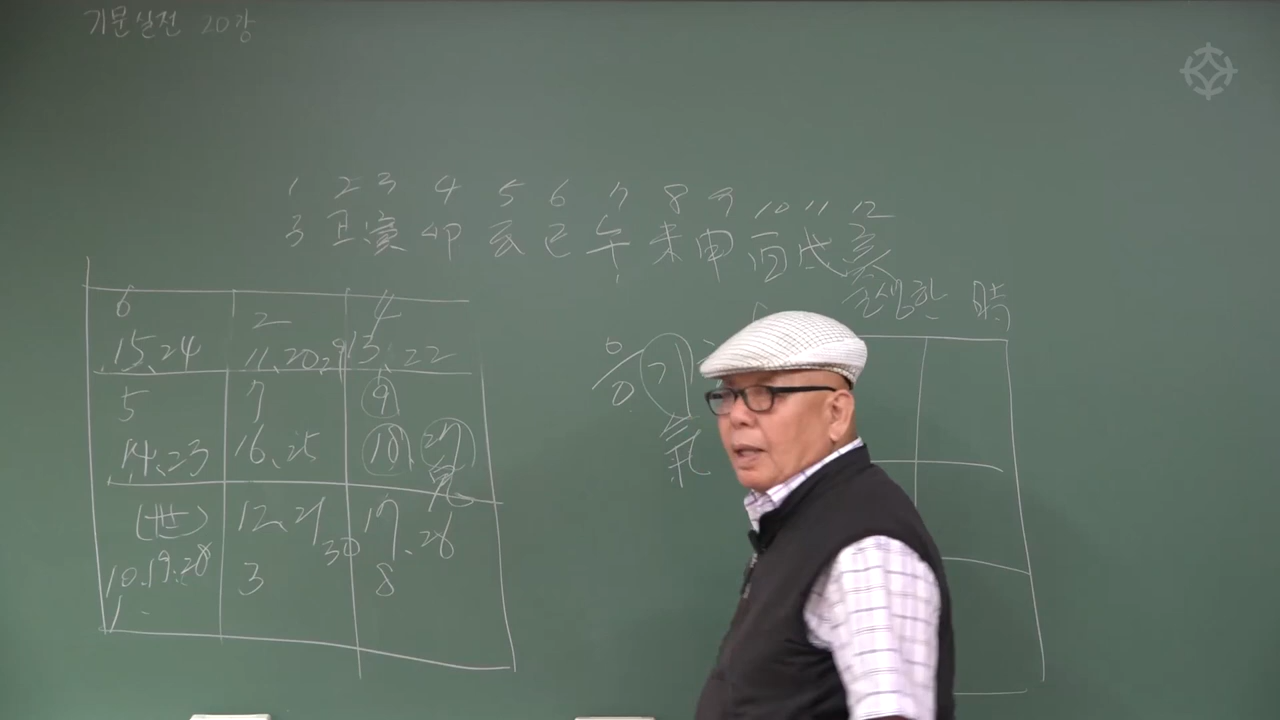 기문실전 20강
1 2 3 4 5 6 7 8 9 10 11 12
子 丑 寅 卯 辰 巳 午 未 申 酉 戌 亥
출생한 時
6 2 4
15、24 11、20、29 13、22
5 7 9
14、23 16、25 18、27
(世) 12、21 17、26
10、19、28 30
1 3 8
6/0 기
氣